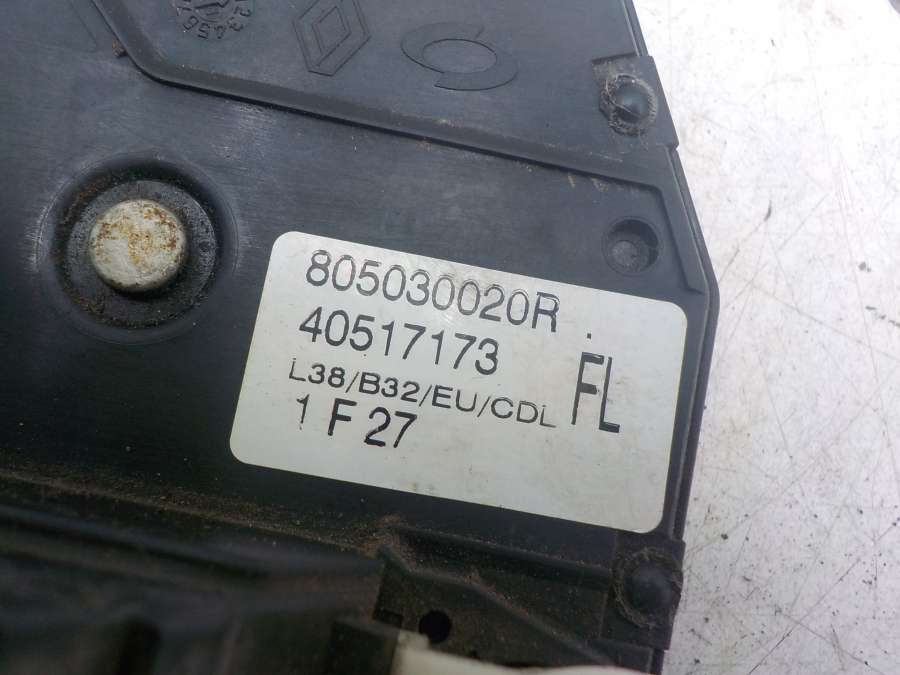 805030020R.
40517173
L38/B32/EU/CDL FL
1 F 27